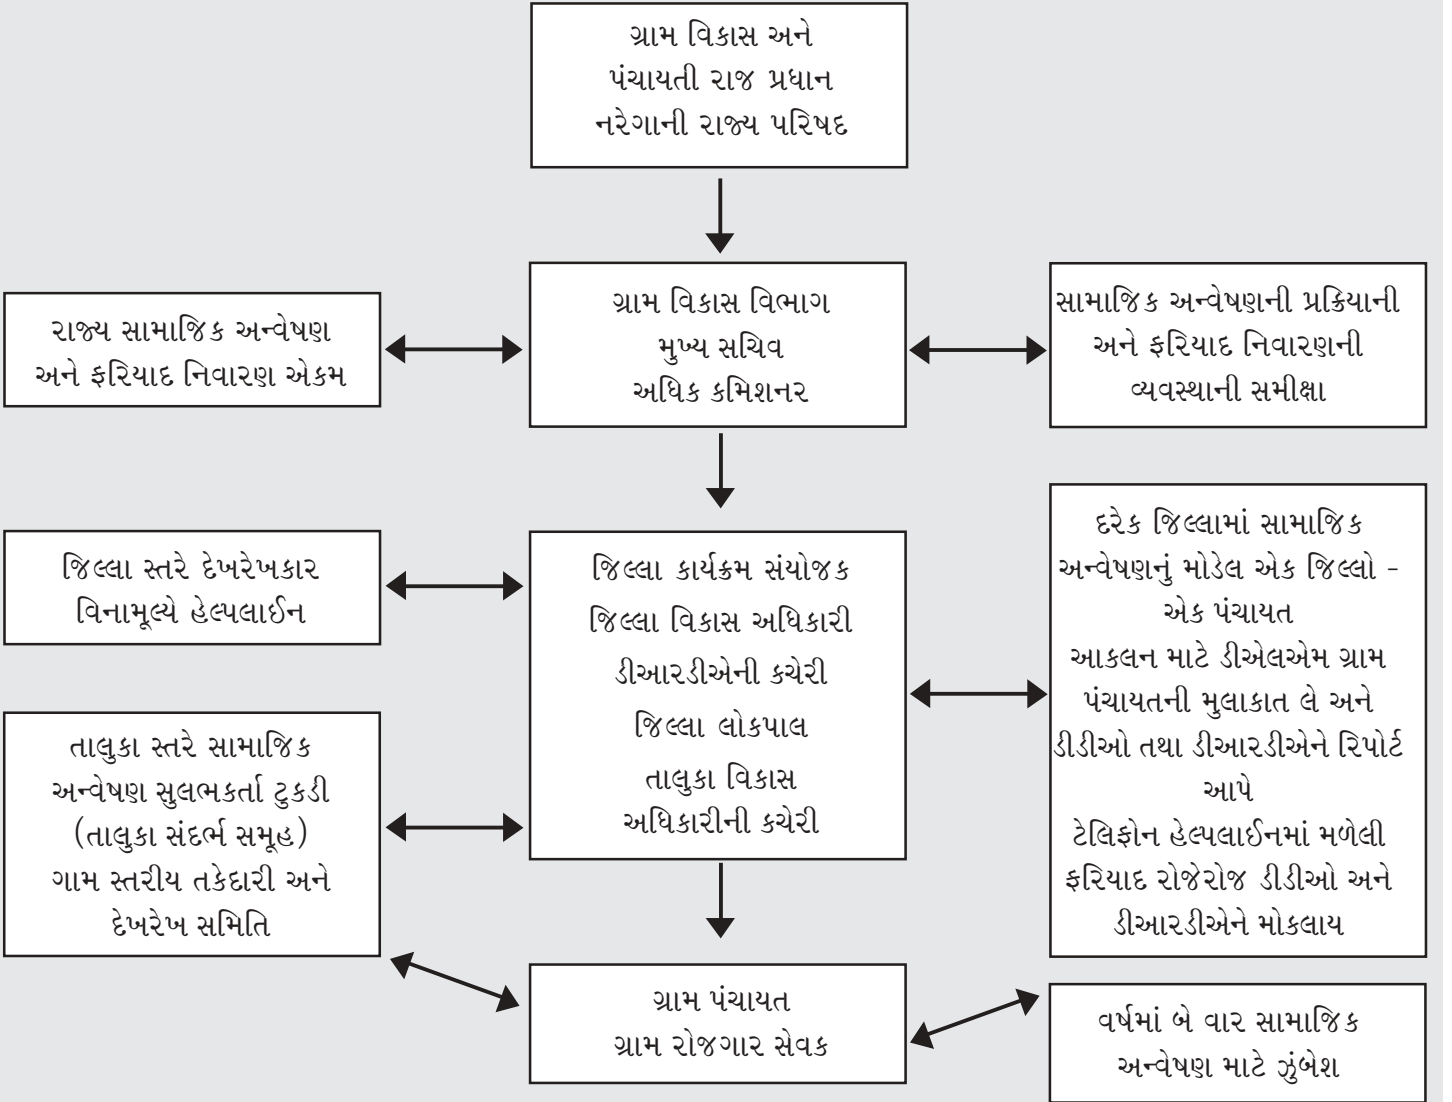 ગ્રામ વિકાસ અને
પંચાયતી રાજ પ્રધાન
નરેગાની રાજ્ય પરિષદ
રાજ્ય સામાજિક અન્વેષણ
અને ફરિયાદ નિવારણ એકમ
ગ્રામ વિકાસ વિભાગ
મુખ્ય સચિવ
અધિક કમિશનર
સામાજિક અન્વેષણની પ્રક્રિયાની
અને ફરિયાદ નિવારણની
વ્યવસ્થાની સમીક્ષા
જિલ્લા સ્તરે દેખરેખકાર
વિનામૂલ્યે હેલ્પલાઈન
જિલ્લા કાર્યક્રમ સંયોજક
જિલ્લા વિકાસ અધિકારી
ડીઆરડીએની કચેરી
જિલ્લા લોકપાલ
તાલુકા વિકાસ
અધિકારીની કચેરી
દરેક જિલ્લામાં સામાજિક
અન્વેષણનું મોડેલ એક જિલ્લો -
એક પંચાયત
આકલન માટે ડીએલએમ ગ્રામ
પંચાયતની મુલાકાત લે અને
ડીડીઓ તથા ડીઆરડીએને રિપોર્ટ
આપે
ટેલિફોન હેલ્પલાઈનમાં મળેલી
ફરિયાદ રોજેરોજ ડીડીઓ અને
ડીઆરડીએને મોકલાય
તાલુકા સ્તરે સામાજિક
અન્વેષણ સુલભકર્તા ટુકડી
(તાલુકા સંદર્ભ સમૂહ)
ગામ સ્તરીય તકેદારી અને
દેખરેખ સમિતિ
ગ્રામ પંચાયત
ગ્રામ રોજગાર સેવક
વર્ષમાં બે વાર સામાજિક
અન્વેષણ માટે ઝુંબેશ